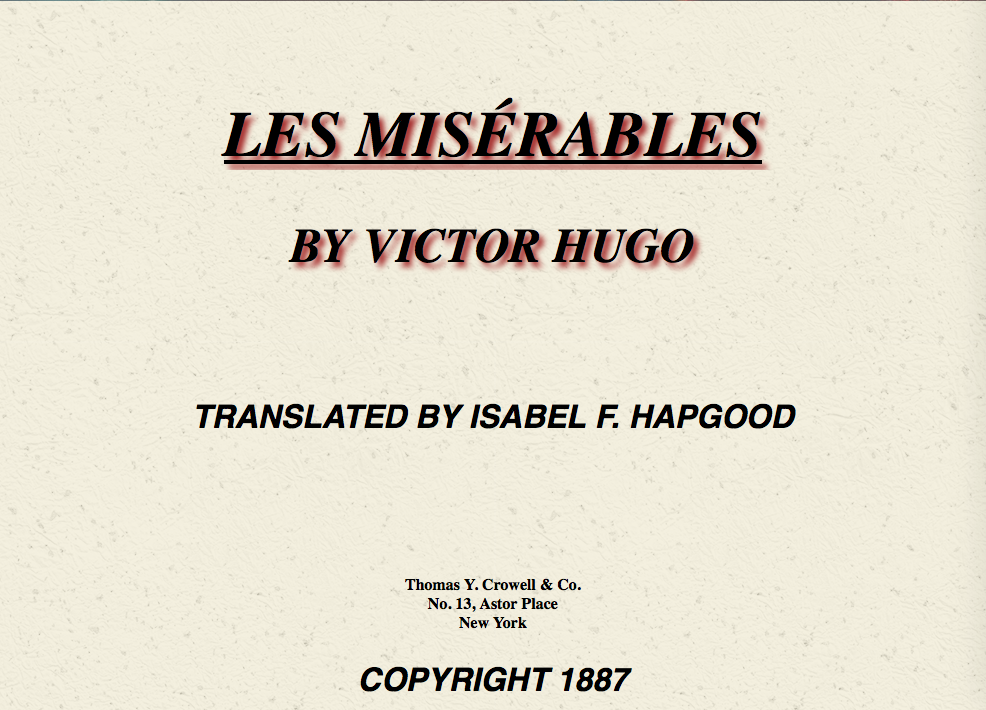 LES MISÉRABLES
BY VICTOR HUGO
TRANSLATED BY ISABEL F. HAPGOOD
Thomas Y. Crowell & Co.
No. 13, Astor Place
New York
COPYRIGHT 1887